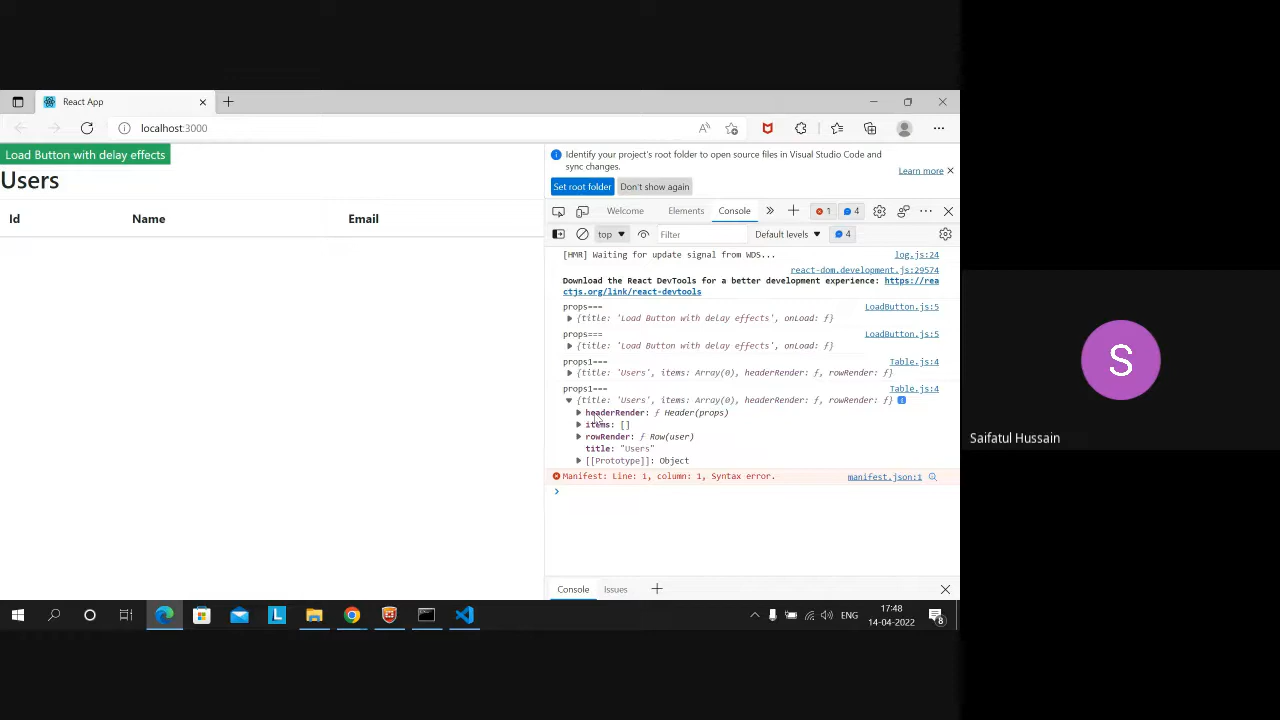 React App
localhost:3000
Load Button with delay effects
Users
Id Name Email
Identify your project's root folder to open source files in Visual Studio Code and
sync changes.
Learn more
Set root folder Don't show again
Welcome Elements Console 1 4
top Filter Default levels 4
[HMR] Waiting for update signal from WDS... log.js:24
react-dom.development.js:29574
Download the React DevTools for a better development experience: https://rea
ctjs.org/link/react-devtools
props=== LoadButton.js:5
{title: 'Load Button with delay effects', onLoad: ƒ}
props=== LoadButton.js:5
{title: 'Load Button with delay effects', onLoad: ƒ}
props1=== Table.js:4
{title: 'Users', items: Array(0), headerRender: ƒ, rowRender: ƒ}
props1=== Table.js:4
{title: 'Users', items: Array(0), headerRender: ƒ, rowRender: ƒ}
headerRender: ƒ Header(props)
items: []
rowRender: ƒ Row(user)
title: "Users"
[[Prototype]]: Object
Manifest: Line: 1, column: 1, Syntax error. manifest.json:1
Console Issues
ENG
17:48
14-04-2022
8
S
Saifatul Hussain